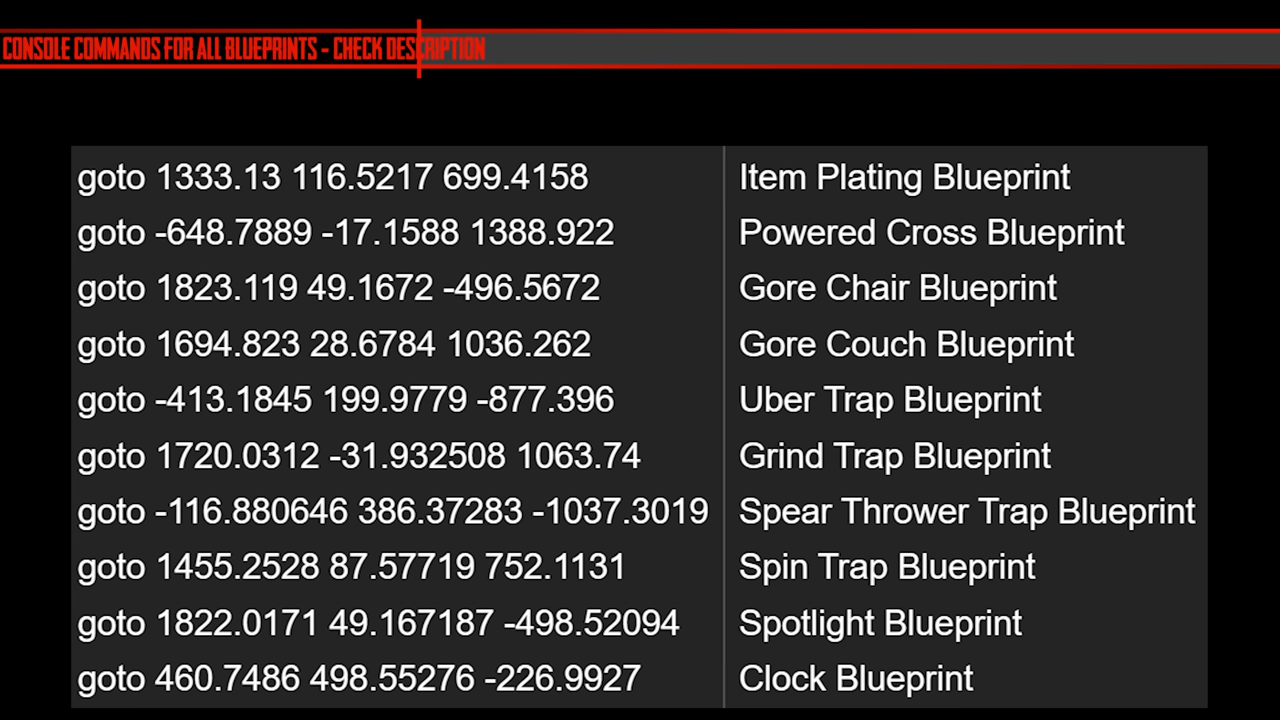 CONSOLE COMMANDS FOR ALL BLUEPRINTS - CHECK DESCRIPTION
goto 1333.13 116.5217 699.4158 Item Plating Blueprint
goto -648.7889 -17.1588 1388.922 Powered Cross Blueprint
goto 1823.119 49.1672 -496.5672 Gore Chair Blueprint
goto 1694.823 28.6784 1036.262 Gore Couch Blueprint
goto -413.1845 199.9779 -877.396 Uber Trap Blueprint
goto 1720.0312 -31.932508 1063.74 Grind Trap Blueprint
goto -116.880646 386.37283 -1037.3019 Spear Thrower Trap Blueprint
goto 1455.2528 87.57719 752.1131 Spin Trap Blueprint
goto 1822.0171 49.167187 -498.52094 Spotlight Blueprint
goto 460.7486 498.55276 -226.9927 Clock Blueprint